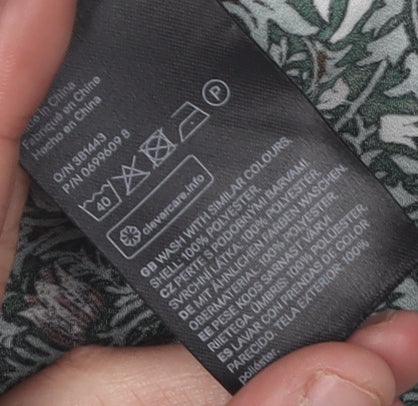 Made in China
Fabriqué en Chine
Hecho en China
O/N 381443
P/N 0699609 8
40
P
clevercare.info
GB WASH WITH SIMILAR COLOURS.
SHELL: 100% POLYESTER
CZ PERTE S PODOBNÝMI BARVAMI.
SVRCHNÍ LÁTKA: 100% POLYESTER
DE MIT ÄHNLICHEN FARBEN WASCHEN.
OBERMATERIAL: 100% POLYESTER
EE PESE KOOS SARNAST VÄRVI
RIIETEGA. ÜMBRIS: 100% POLÜESTER.
ES LAVAR CON PRENDAS DE COLOR
PARECIDO. TELA EXTERIOR: 100%
poliéster.